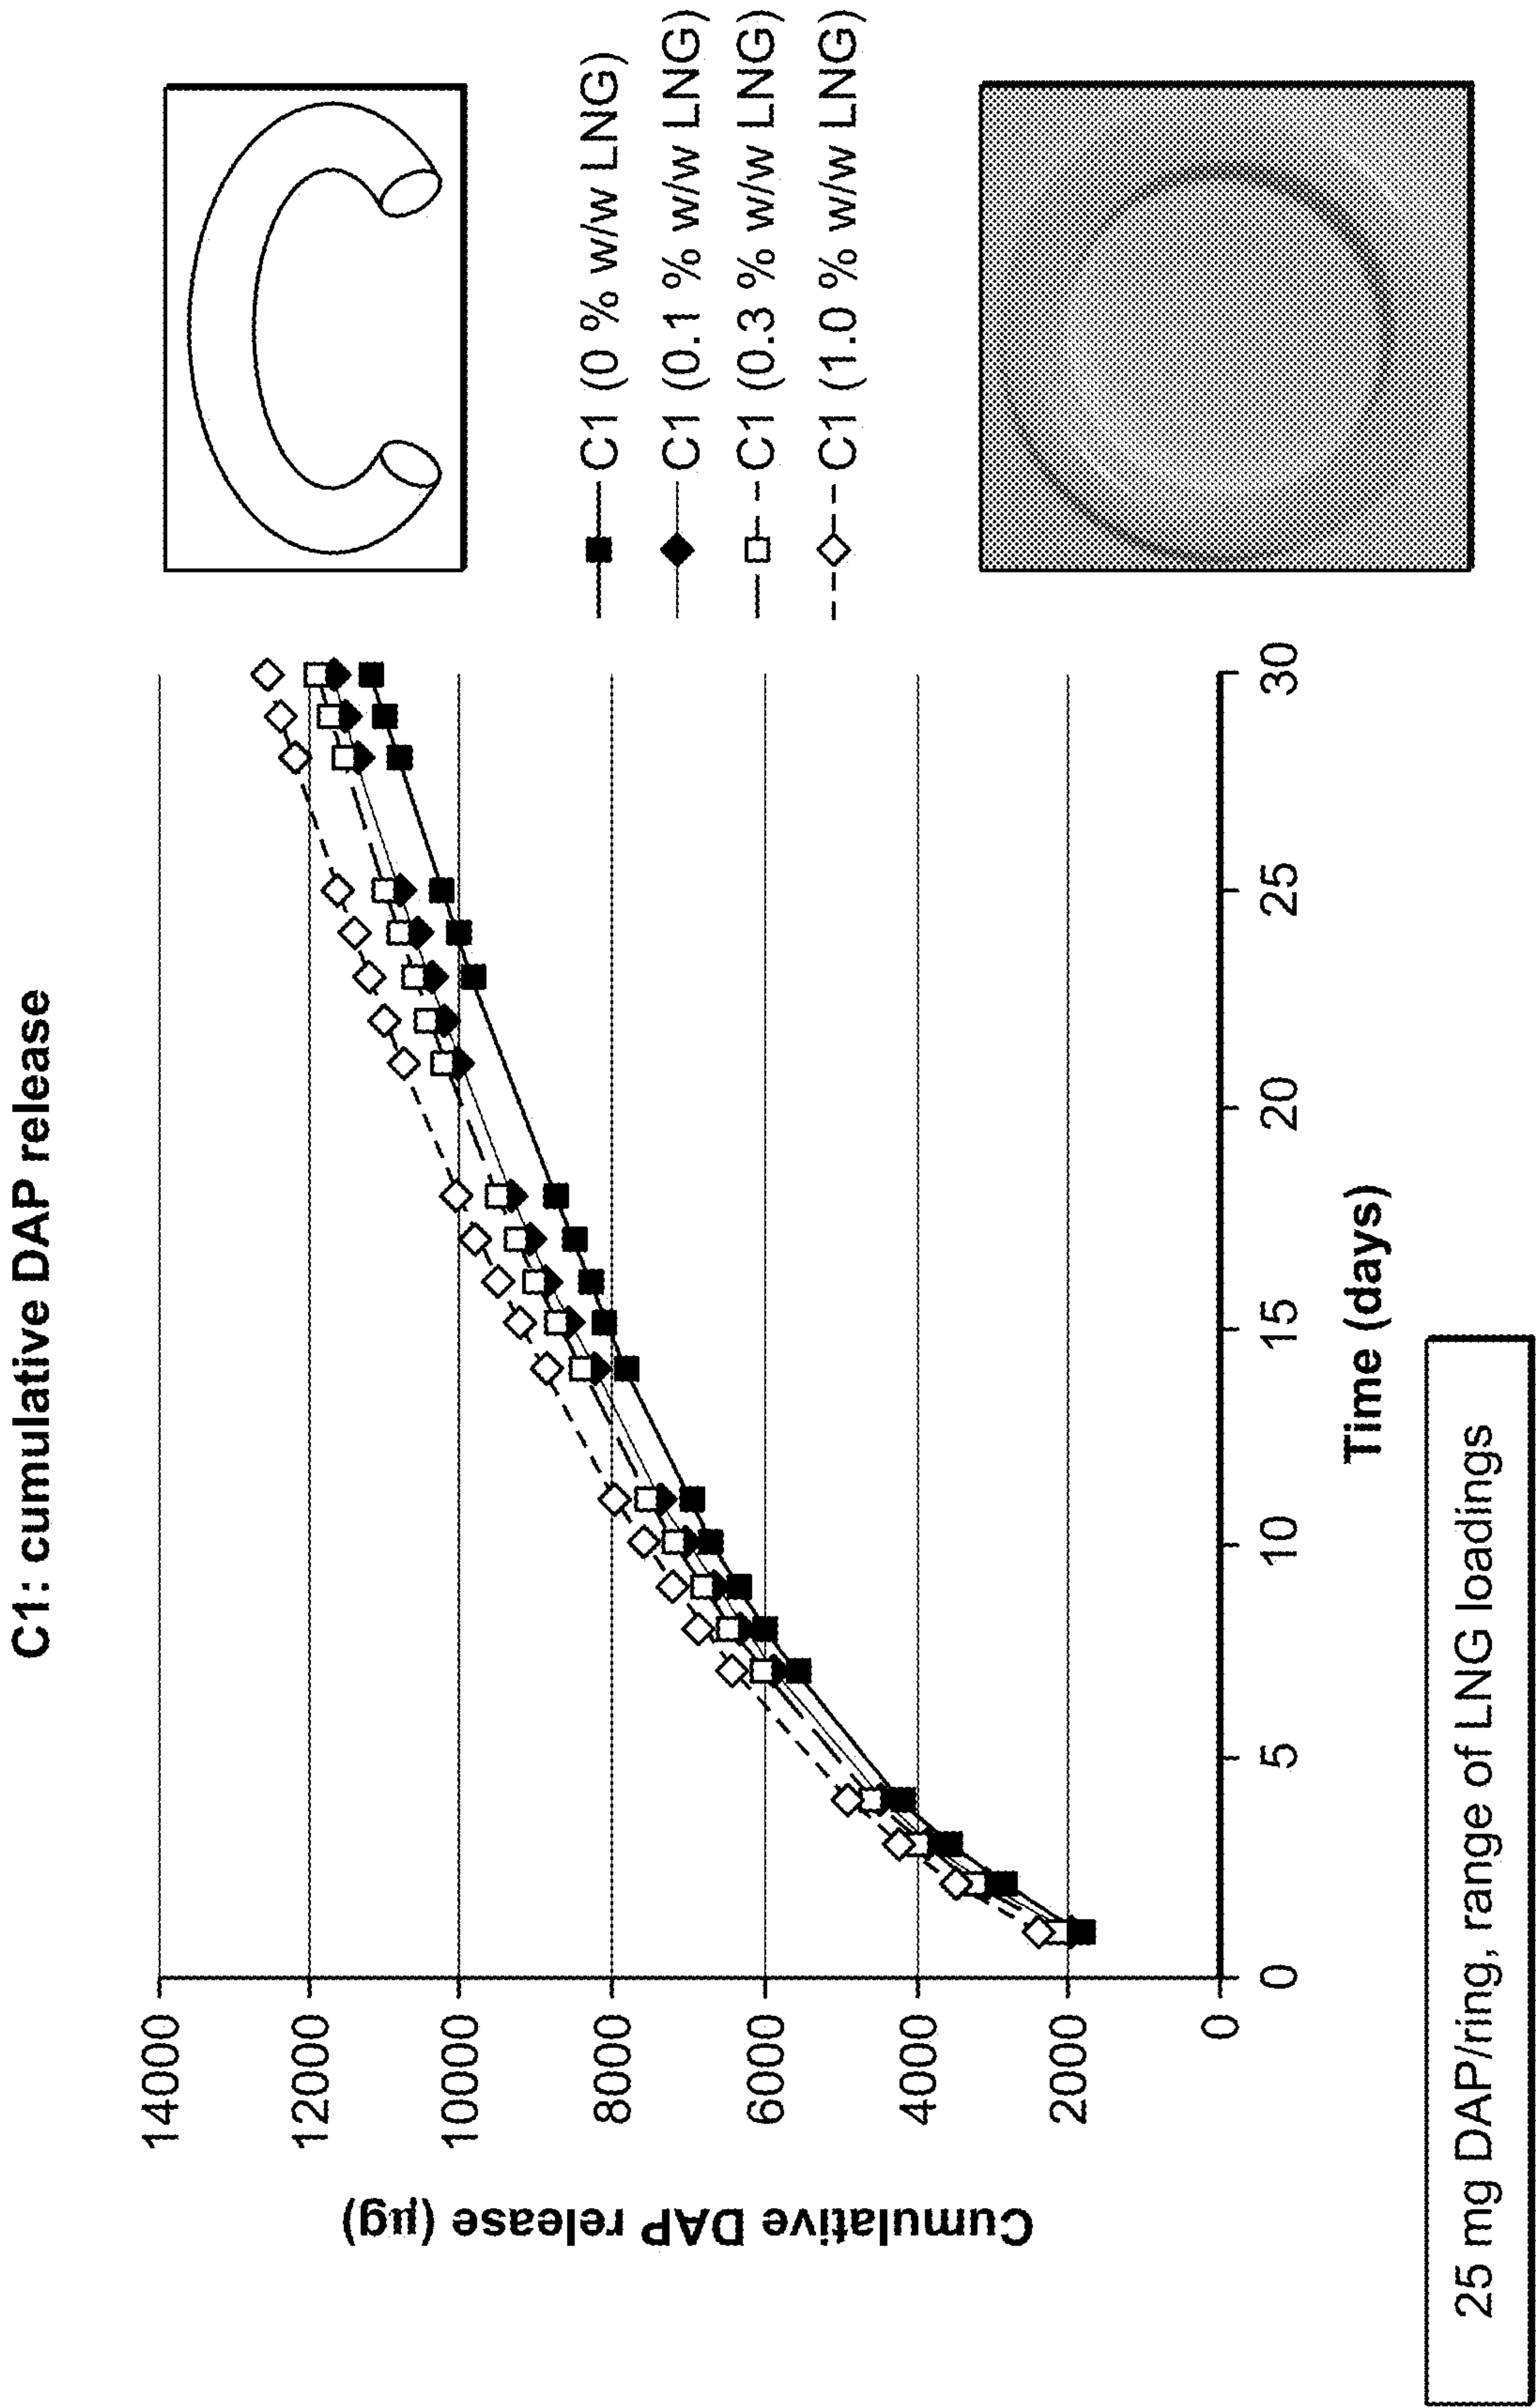 C1: cumulative DAP release
Cumulative DAP release (µg)
14000
12000
10000
8000
6000
4000
2000
0
0
5
10
15
20
25
30
Time (days)
C1 (0 % w/w LNG)
C1 (0.1 % w/w LNG)
C1 (0.3 % w/w LNG)
C1 (1.0 % w/w LNG)
25 mg DAP/ring, range of LNG loadings